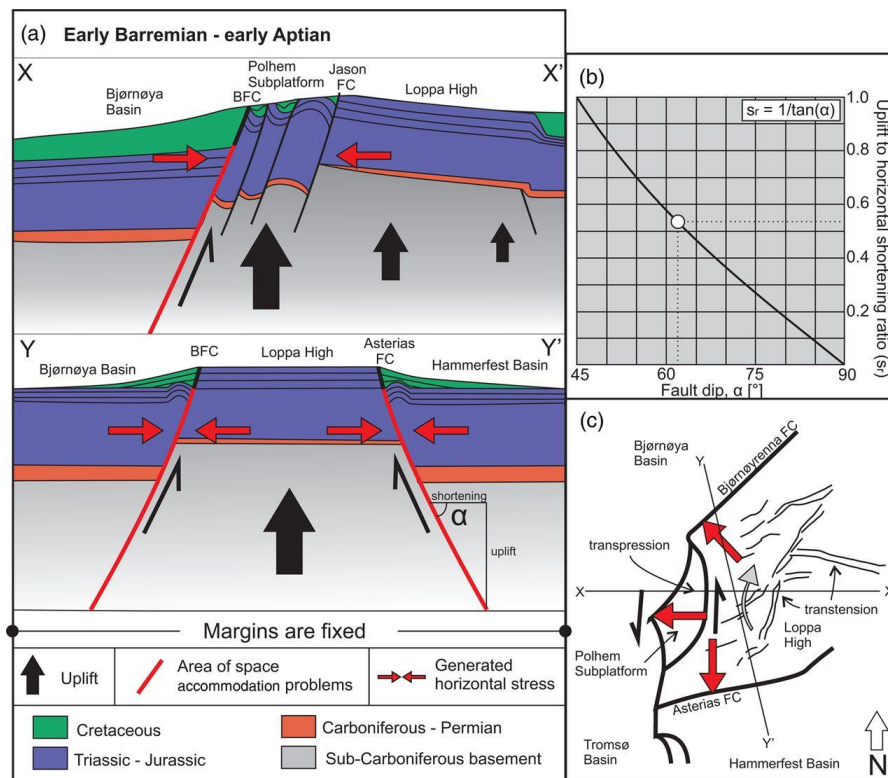 (a) Early Barremian - early Aptian
X
X'
Bjørnøya
Basin
Polhem
Subplatform
BFC
Jason
FC
Loppa High
Y
Y'
Bjørnøya Basin
BFC
Loppa High
Asterias
FC
Hammerfest Basin
shortening
α
uplift
Margins are fixed
Uplift
Area of space
accommodation problems
Generated
horizontal stress
Cretaceous
Carboniferous - Permian
Triassic - Jurassic
Sub-Carboniferous basement
(b)
sr = 1/tan(α)
1.0
0.8
0.6
0.4
0.2
Uplift to horizontal shortening ratio (sr)
45
60
75
90
Fault dip, α [°]
(c)
Bjørnøya
Basin
Y
Bjørnøyrenna FC
transpression
X
X'
transtension
Loppa
High
Polhem
Subplatform
Asterias FC
Tromsø
Basin
Y'
Hammerfest Basin
N